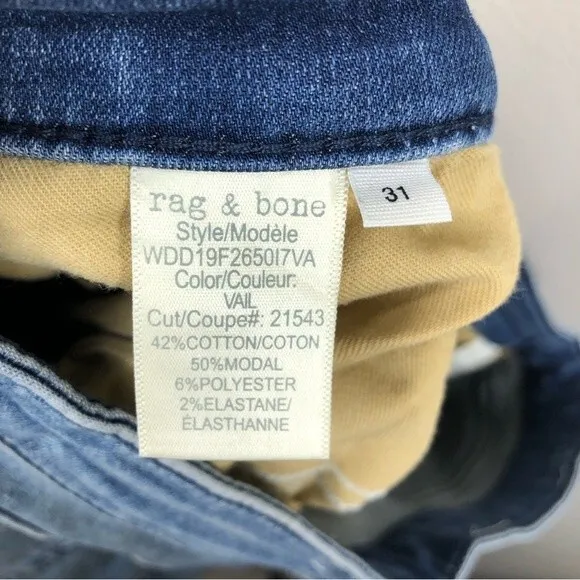 rag & bone
Style/Modèle
WDD19F2650I7VA
Color/Couleur:
VAIL
Cut/Coupe#: 21543
42%COTTON/COTON
50%MODAL
6%POLYESTER
2%ELASTANE/
ÉLASTHANNE
31